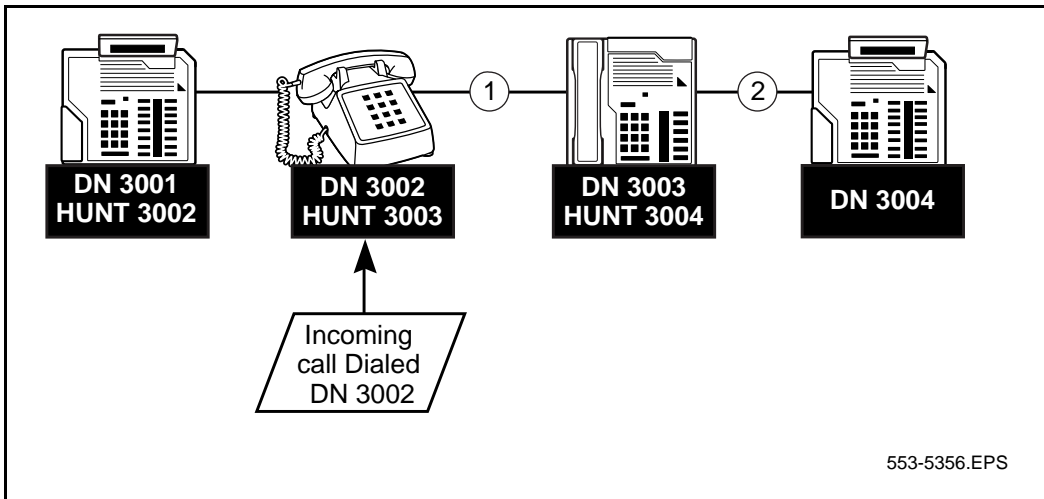 1
2
DN 3001
HUNT 3002
DN 3002
HUNT 3003
DN 3003
HUNT 3004
DN 3004
Incoming
call Dialed
DN 3002
553-5356.EPS